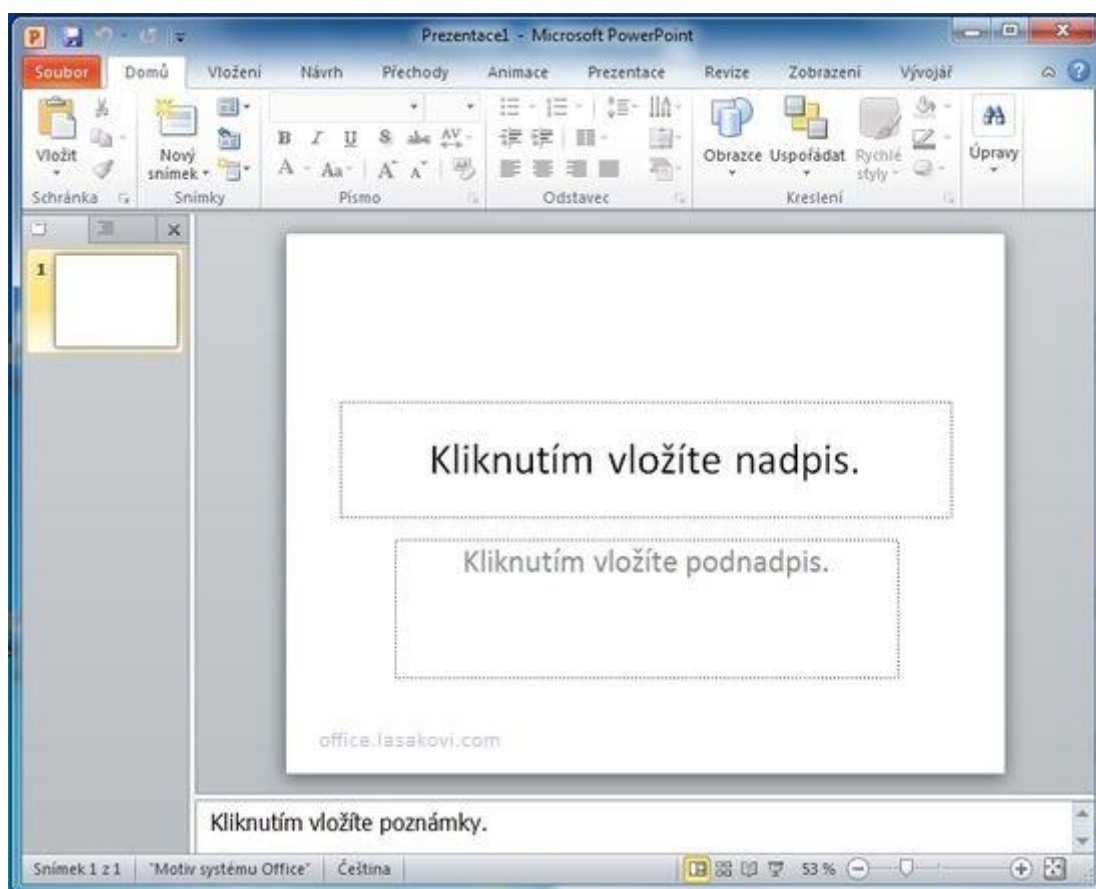 Prezentace1 - Microsoft PowerPoint
Soubor Domů Vložení Návrh Přechody Animace Prezentace Revize Zobrazení Vývojář
Vložit
Nový snímek
Obrazce Uspořádat Rychlé styly
Úpravy
Schránka Snímky Písmo Odstavec Kreslení
1
Kliknutím vložíte nadpis.
Kliknutím vložíte podnadpis.
office.lasakovi.com
Kliknutím vložíte poznámky.
Snímek 1 z 1 "Motiv systému Office" Čeština 53 %